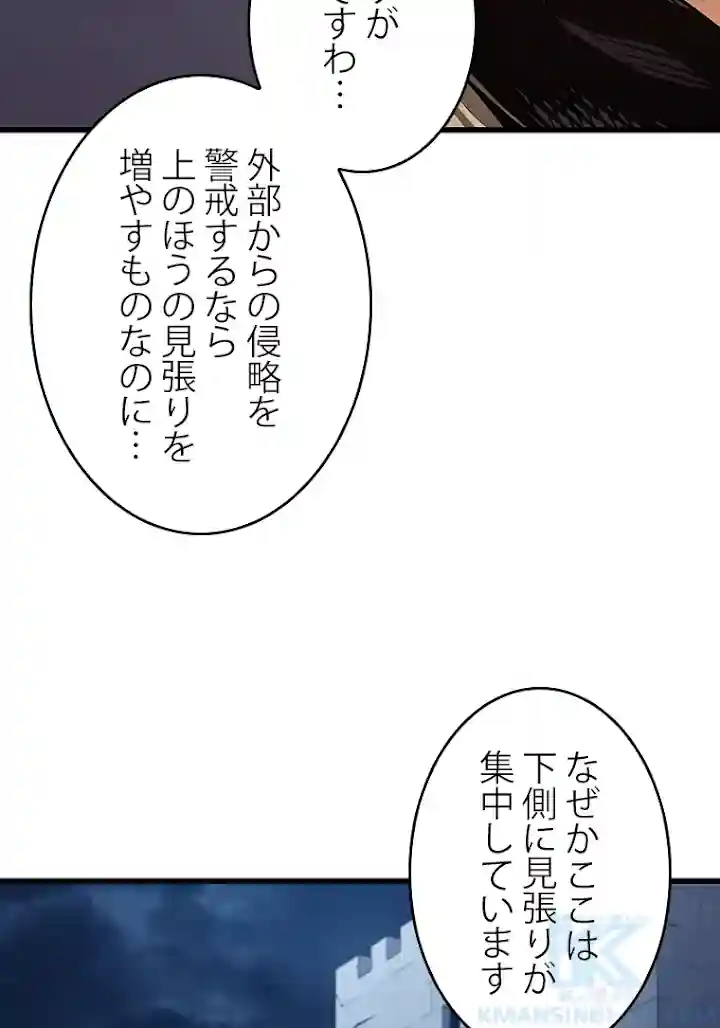 が
ですわ…
外部からの侵略を
警戒するなら
上のほうの見張りを
増やすものなのに…
なぜかここは
下側に見張りが
集中しています
KMANSIN